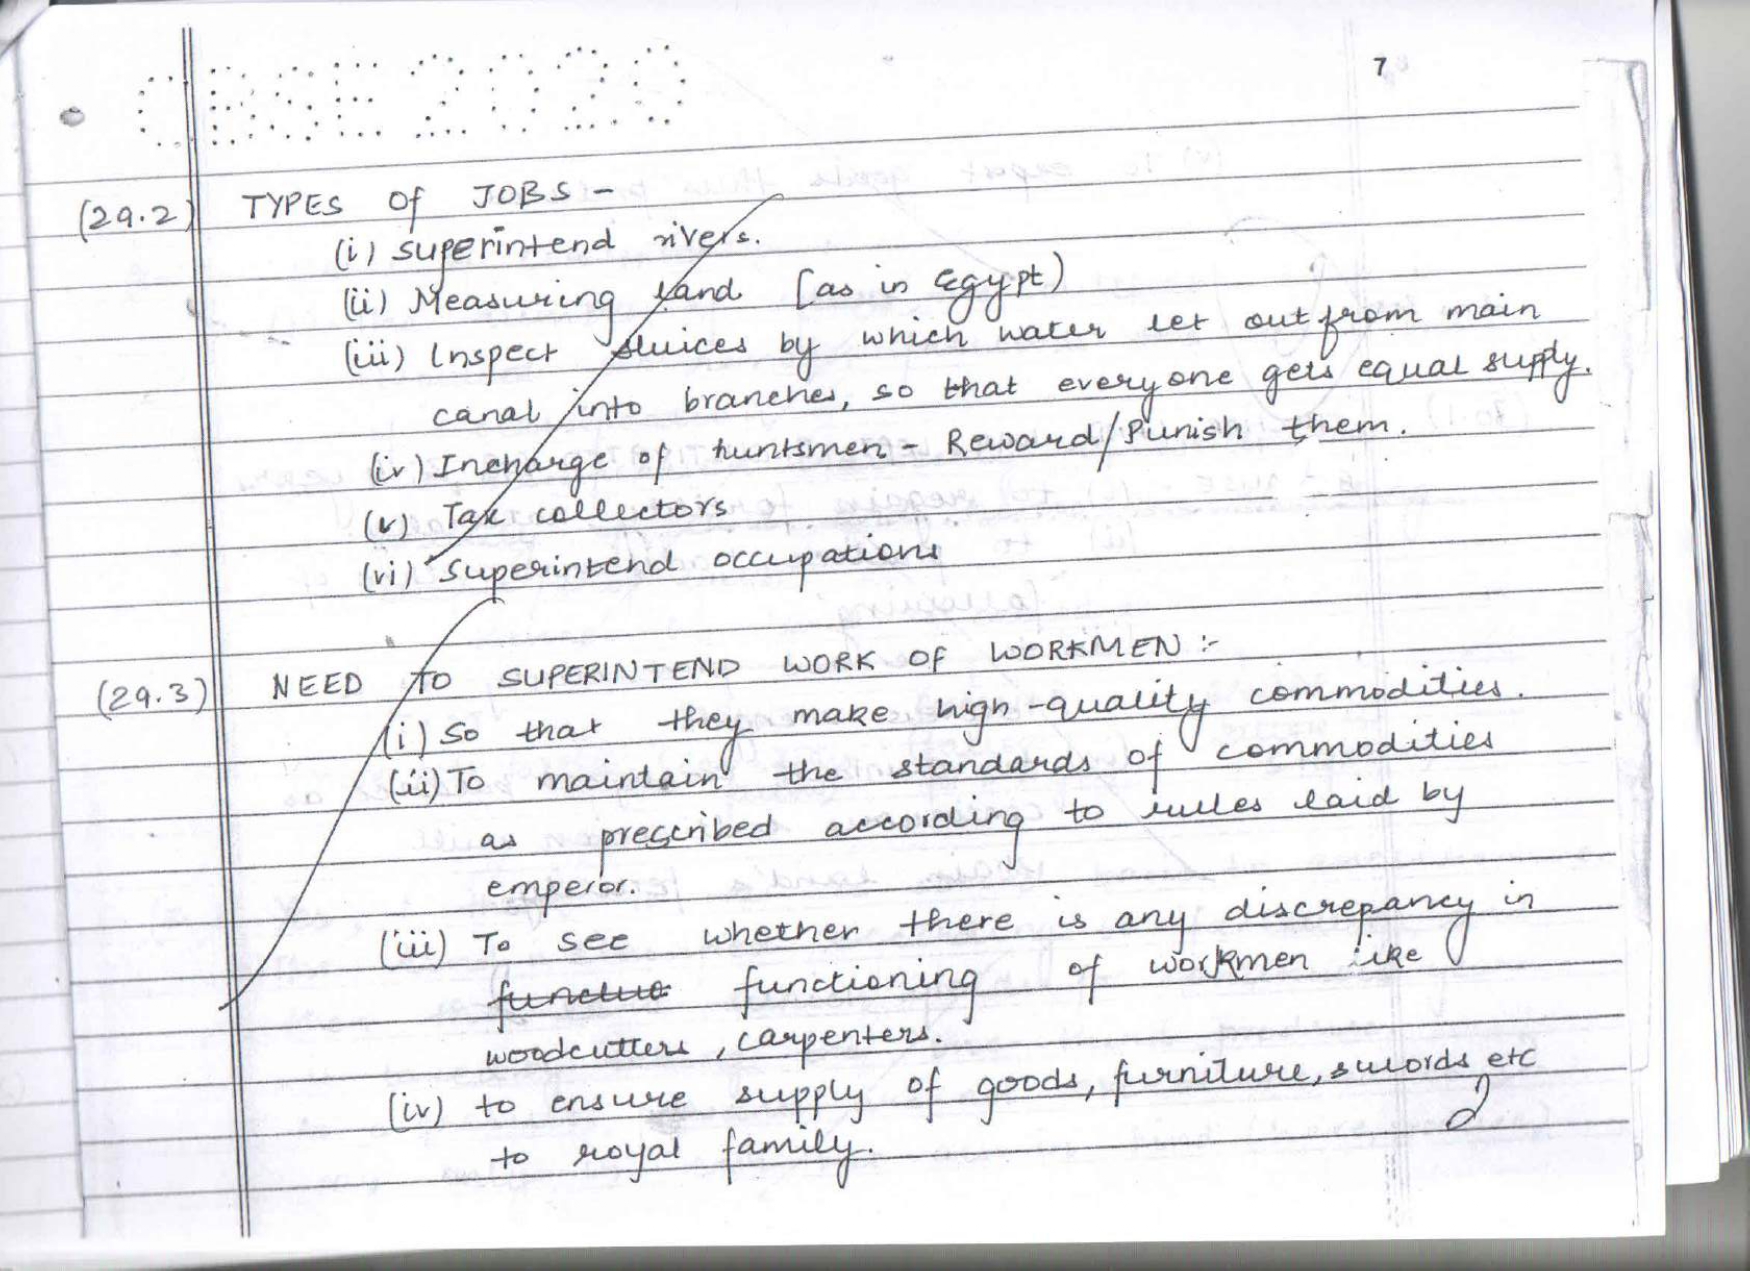 CBSE 2020
7
(29.2) TYPES OF JOBS -
(i) superintend rivers.
(ii) Measuring land (as in Egypt)
(iii) Inspect sluices by which water let out from main
canal into branches, so that everyone gets equal supply.
(iv) Incharge of huntsmen - Reward/Punish them.
(v) Tax collectors
(vi) Superintend occupations
(29.3) NEED TO SUPERINTEND WORK OF WORKMEN :-
(i) So that they make high-quality commodities.
(ii) To maintain the standards of commodities
as prescribed according to rules laid by
emperor.
(iii) To see whether there is any discrepancy in
functioning of workmen like
woodcutters, carpenters.
(iv) to ensure supply of goods, furniture, swords etc
to royal family.